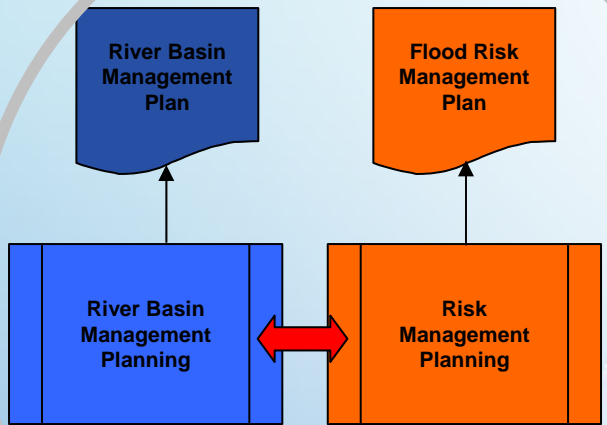 River Basin
Management
Plan
Flood Risk
Management
Plan
River Basin
Management
Planning
Risk
Management
Planning